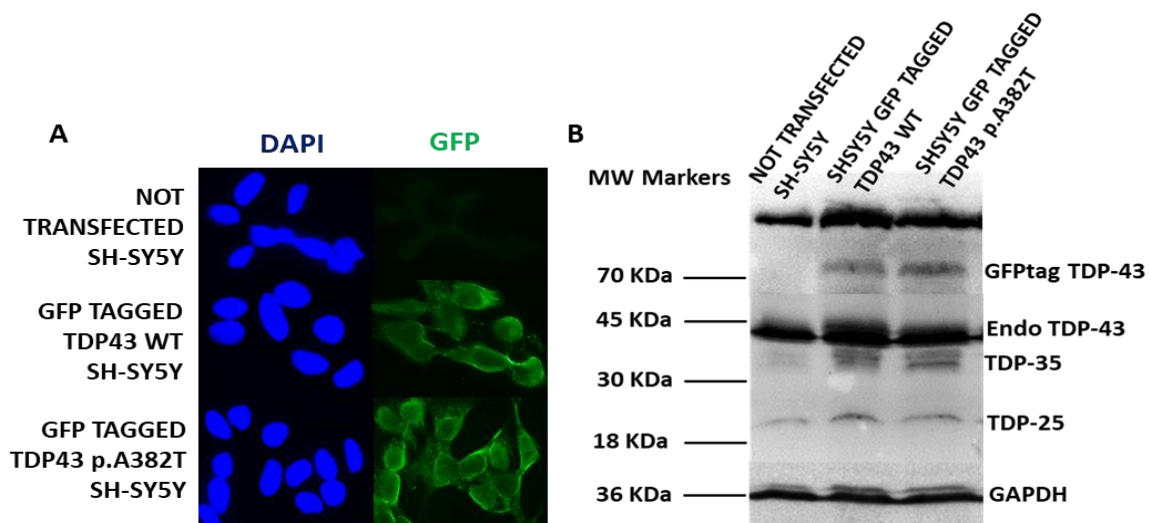 A
DAPI
GFP
NOT
TRANSFECTED
SH-SY5Y
GFP TAGGED
TDP43 WT
SH-SY5Y
GFP TAGGED
TDP43 p.A382T
SH-SY5Y
B
MW Markers
NOT TRANSFECTED
SH-SY5Y
SHSY5Y GFP TAGGED
TDP43 WT
SHSY5Y GFP TAGGED
TDP43 p.A382T
70 KDa
GFPtag TDP-43
45 KDa
Endo TDP-43
TDP-35
30 KDa
TDP-25
18 KDa
36 KDa
GAPDH